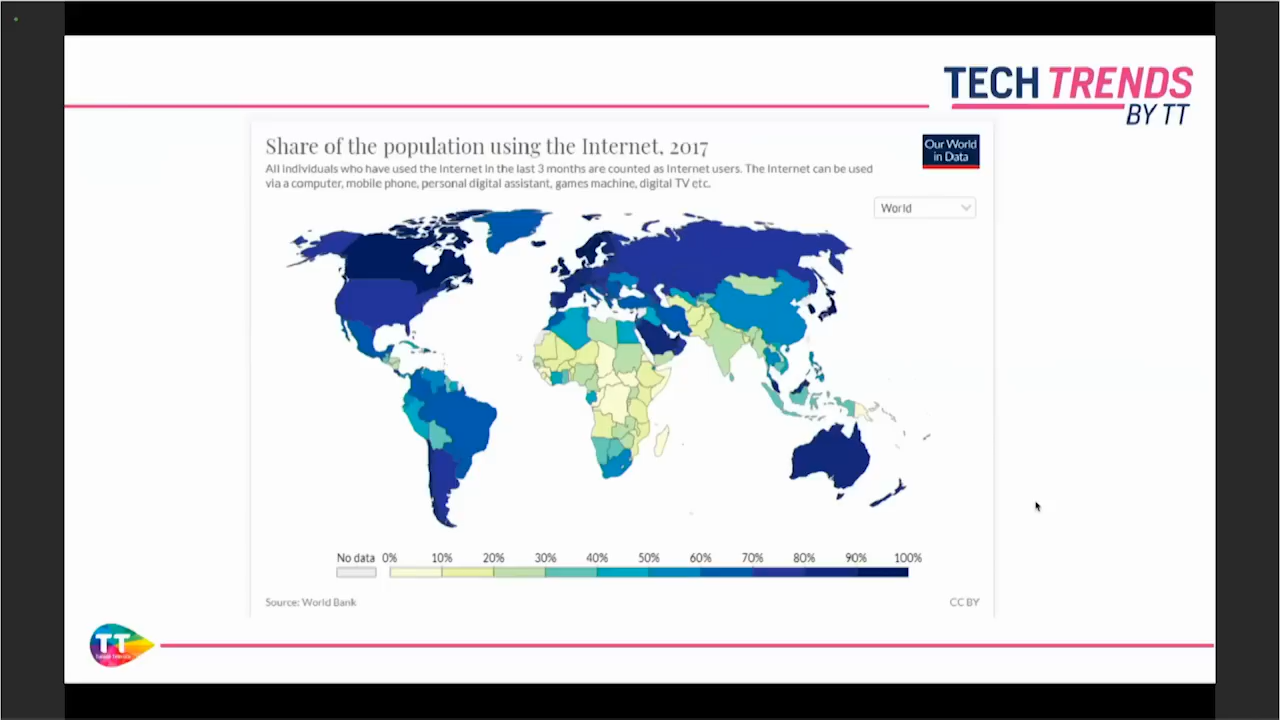 TECH TRENDS
BY TT
Share of the population using the Internet, 2017
Our World
in Data
All individuals who have used the Internet in the last 3 months are counted as Internet users. The Internet can be used
via a computer, mobile phone, personal digital assistant, games machine, digital TV etc.
World
No data 0% 10% 20% 30% 40% 50% 60% 70% 80% 90% 100%
Source: World Bank
CC BY
TT